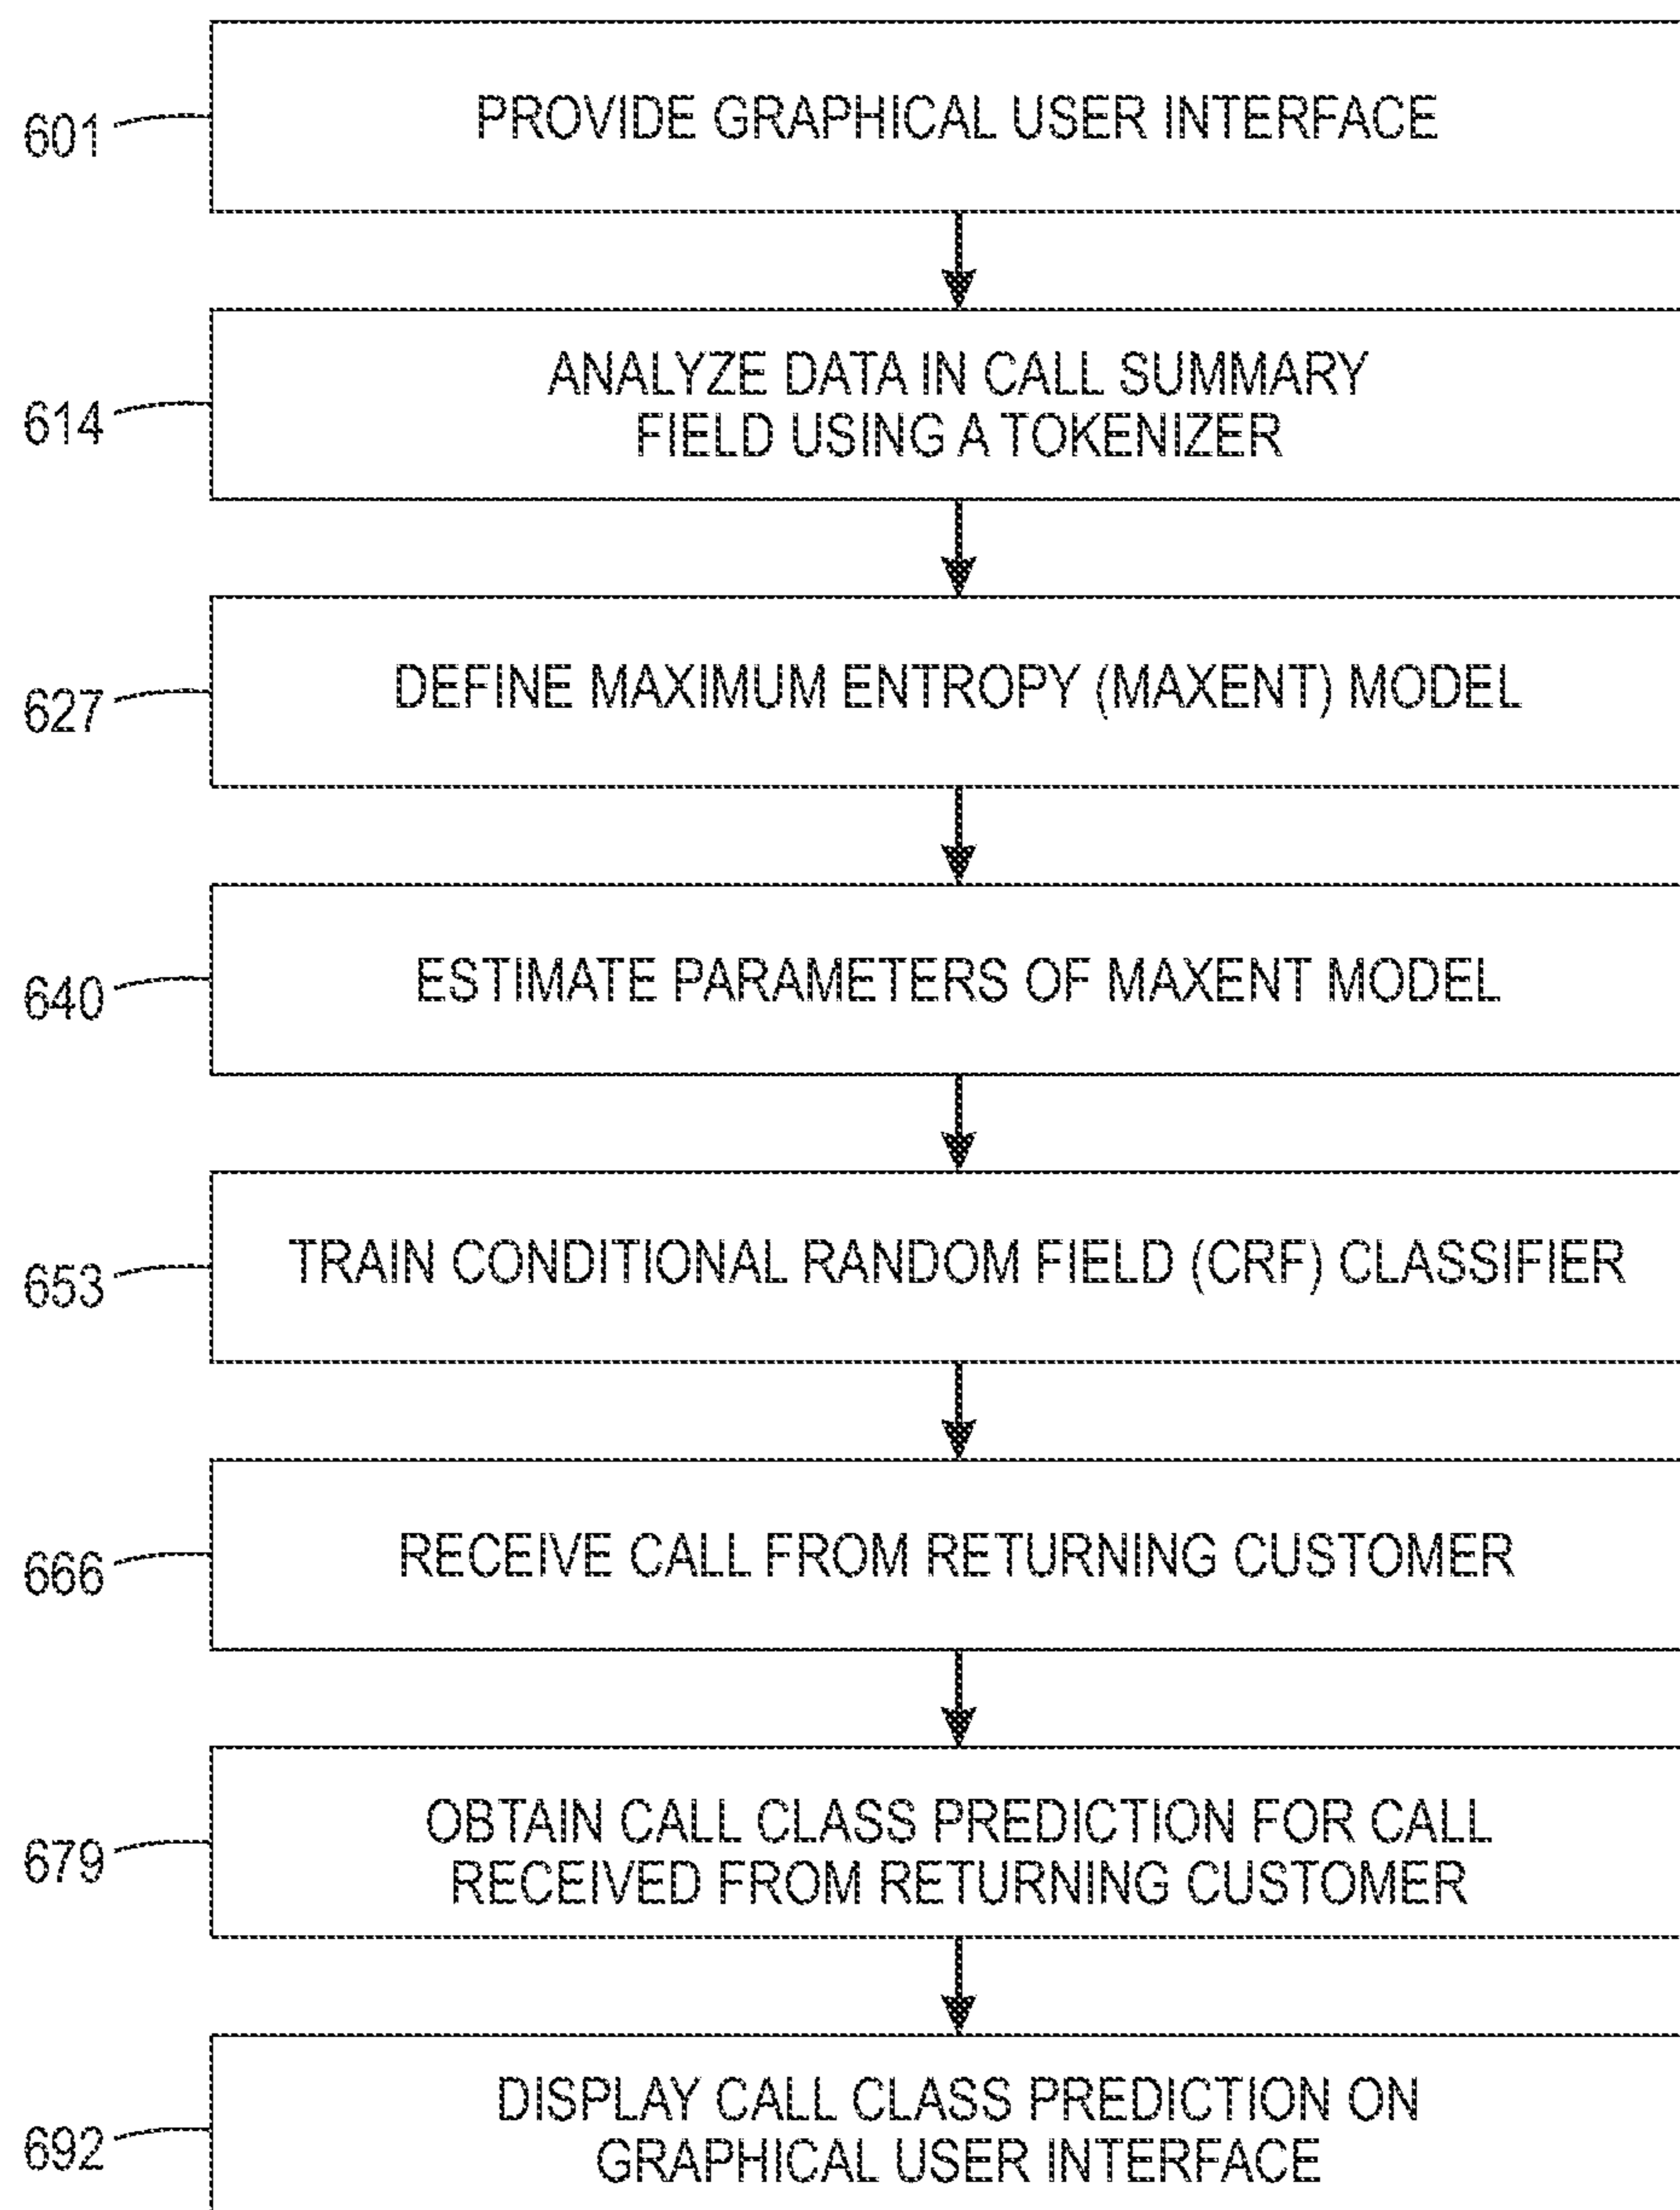 601
PROVIDE GRAPHICAL USER INTERFACE
614
ANALYZE DATA IN CALL SUMMARY
FIELD USING A TOKENIZER
627
DEFINE MAXIMUM ENTROPY (MAXENT) MODEL
640
ESTIMATE PARAMETERS OF MAXENT MODEL
653
TRAIN CONDITIONAL RANDOM FIELD (CRF) CLASSIFIER
666
RECEIVE CALL FROM RETURNING CUSTOMER
679
OBTAIN CALL CLASS PREDICTION FOR CALL
RECEIVED FROM RETURNING CUSTOMER
692
DISPLAY CALL CLASS PREDICTION ON
GRAPHICAL USER INTERFACE